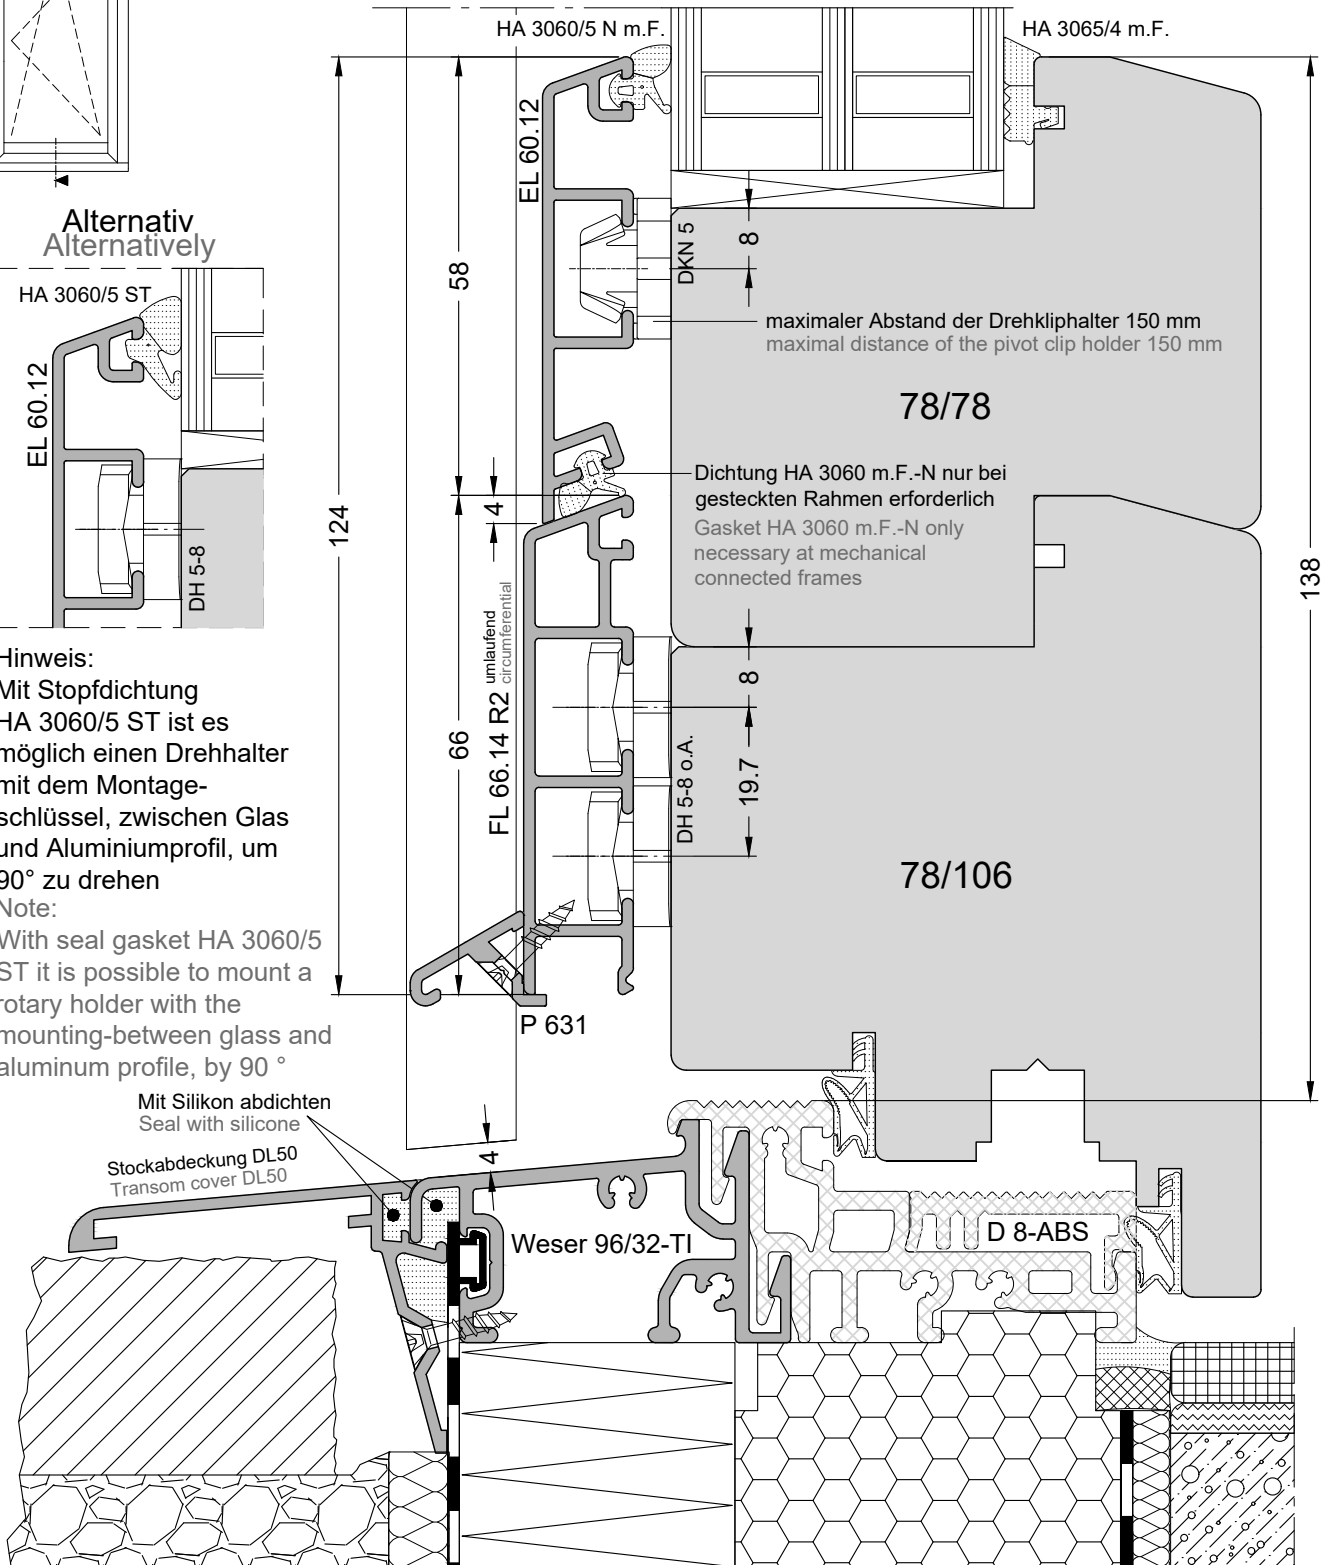 HA 3060/5 N m.F.
HA 3065/4 m.F.
EL 60.12
Alternativ
Alternatively
HA 3060/5 ST
EL 60.12
DH 5-8
58
124
DKN 5
8
maximaler Abstand der Drehkliphalter 150 mm
maximal distance of the pivot clip holder 150 mm
78/78
Dichtung HA 3060 m.F.-N nur bei
gesteckten Rahmen erforderlich
Gasket HA 3060 m.F.-N only
necessary at mechanical
connected frames
4
138
66
FL 66.14 R2
umlaufend
circumferential
8
19.7
DH 5-8 o.A.
78/106
Hinweis:
Mit Stopfdichtung
HA 3060/5 ST ist es
möglich einen Drehhalter
mit dem Montage-
schlüssel, zwischen Glas
und Aluminiumprofil, um
90° zu drehen
Note:
With seal gasket HA 3060/5
ST it is possible to mount a
rotary holder with the
mounting-between glass and
aluminum profile, by 90 °
P 631
Mit Silikon abdichten
Seal with silicone
Stockabdeckung DL50
Transom cover DL50
4
Weser 96/32-TI
D 8-ABS